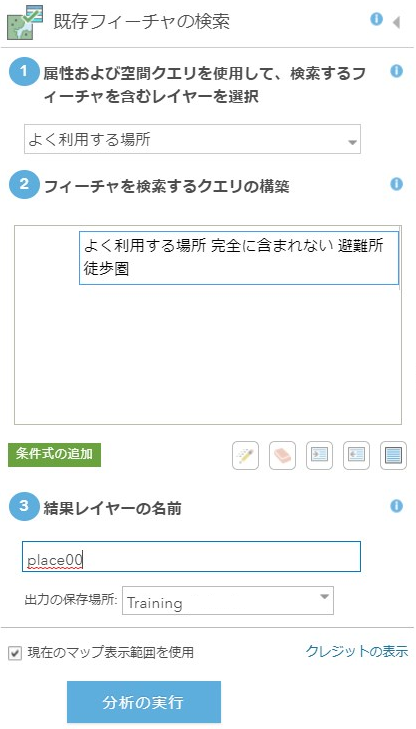 既存フィーチャの検索
1 属性および空間クエリを使用して、検索するフ
ィーチャを含むレイヤーを選択
よく利用する場所
2 フィーチャを検索するクエリの構築
よく利用する場所 完全に含まれない 避難所
徒歩圏
条件式の追加
3 結果レイヤーの名前
place00
出力の保存場所: Training
現在のマップ表示範囲を使用 クレジットの表示
分析の実行